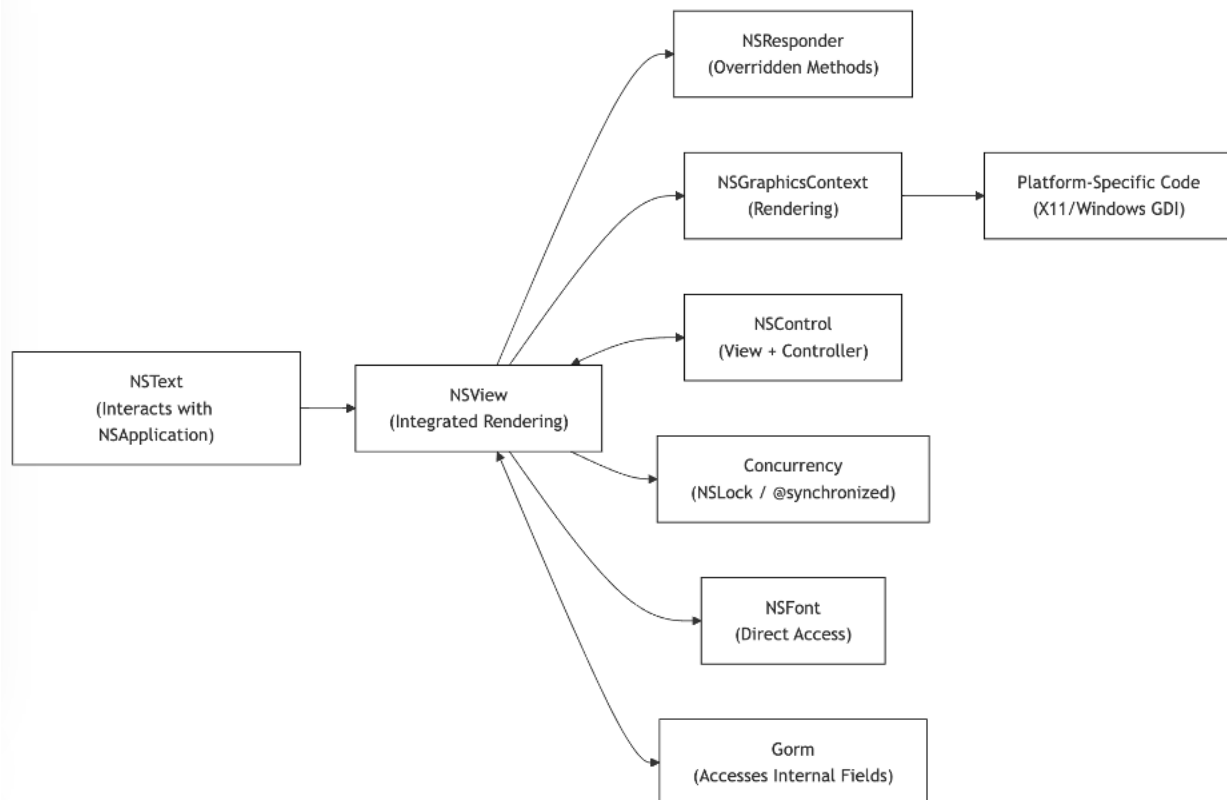 NSResponder
(Overridden Methods)
NSGraphicsContext
(Rendering)
Platform-Specific Code
(X11/Windows GDI)
NSControl
(View + Controller)
NSText
(Interacts with
NSApplication)
NSView
(Integrated Rendering)
Concurrency
(NSLock / @synchronized)
NSFont
(Direct Access)
Gorm
(Accesses Internal Fields)